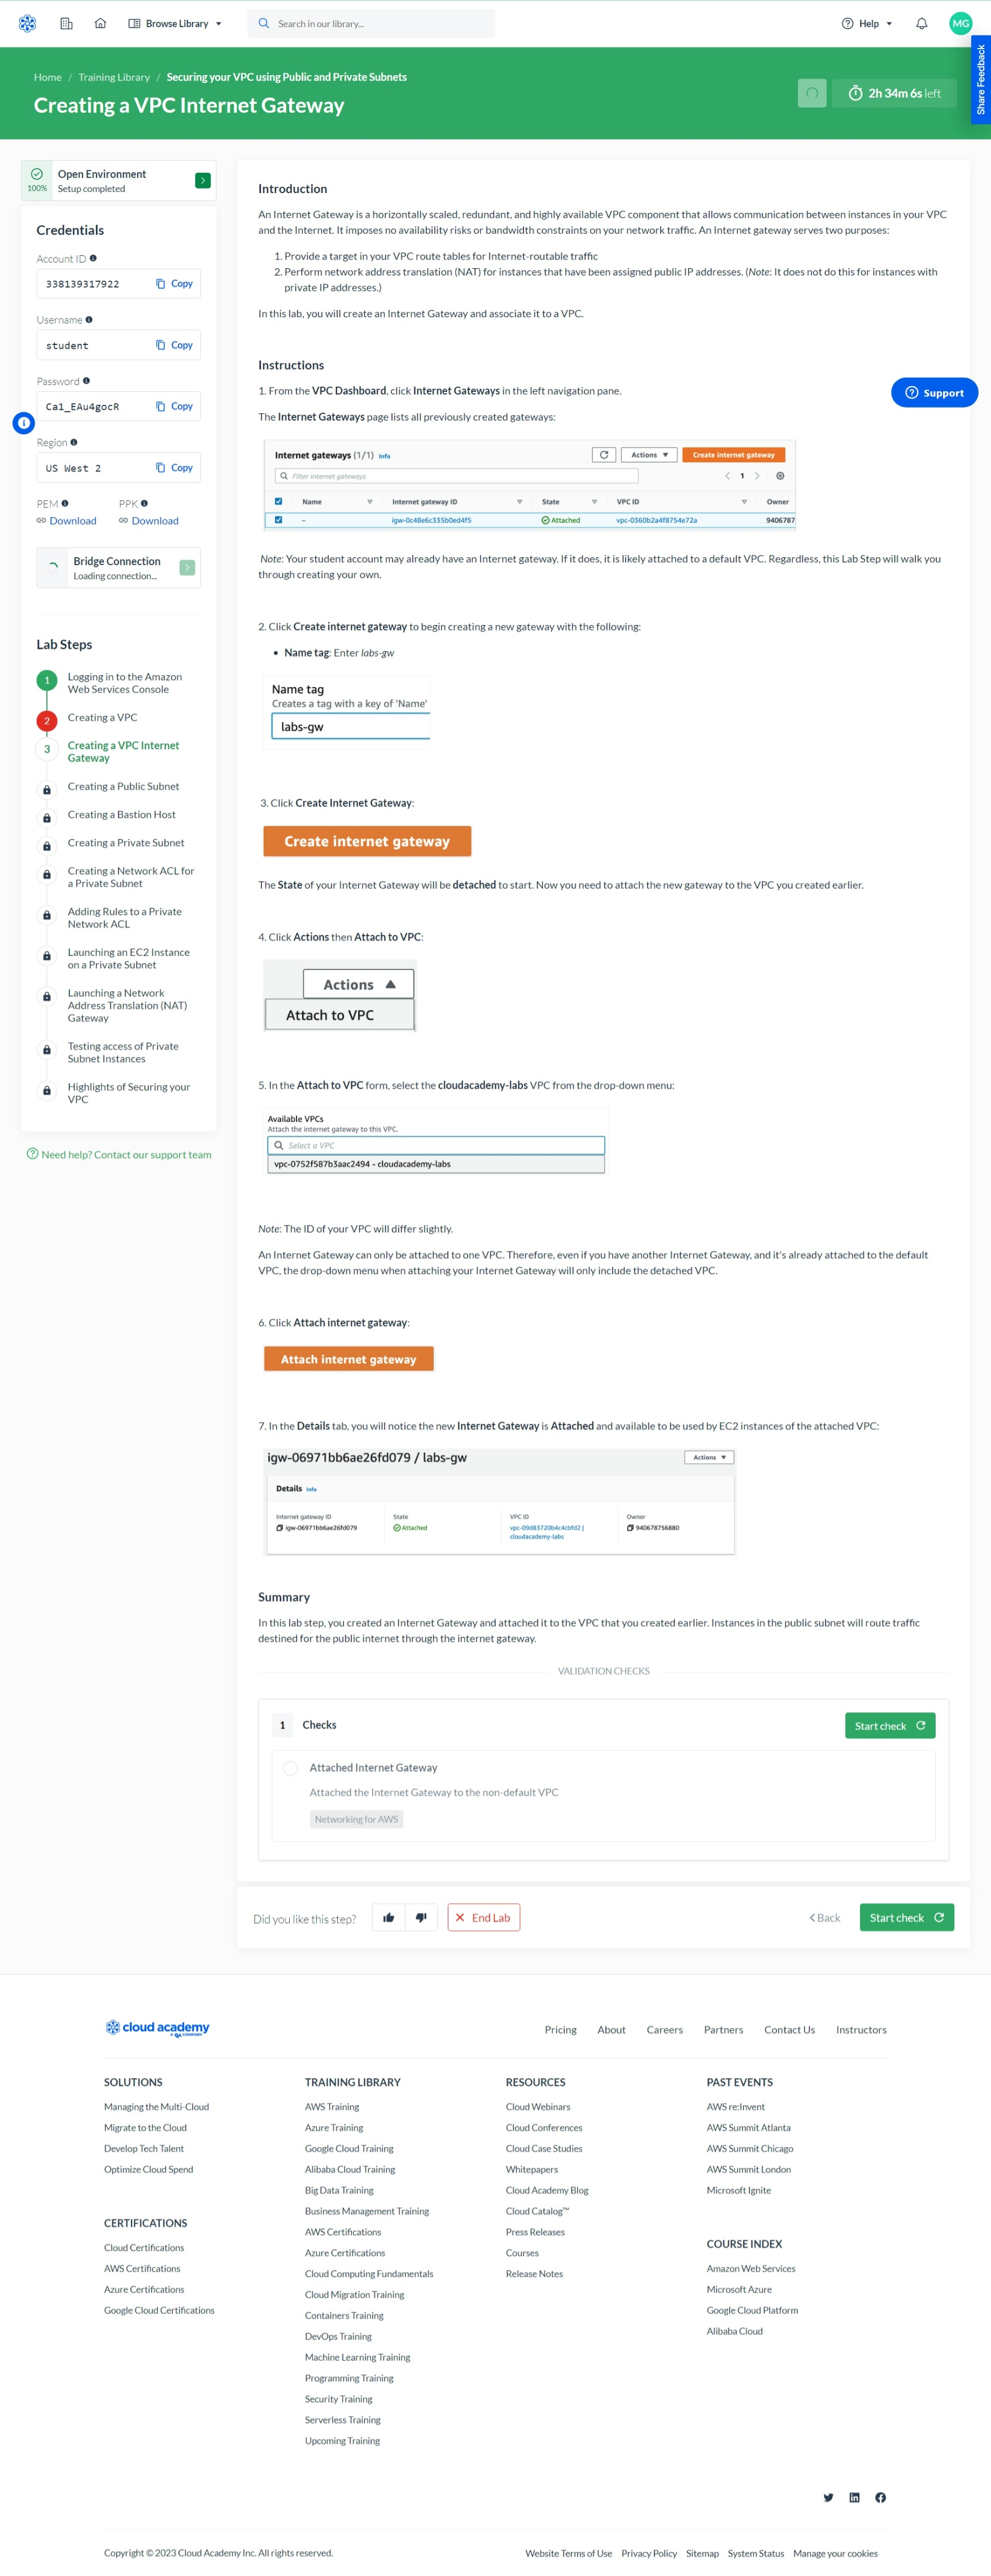 Browse Library
Search in our library...
Help
MG
Share Feedback
Home / Training Library / Securing your VPC using Public and Private Subnets
Creating a VPC Internet Gateway
2h 34m 6s left
100%
Open Environment
Setup completed
Credentials
Account ID
338139317922
Copy
Username
student
Copy
Password
Ca1_EAu4gocR
Copy
Region
US West 2
Copy
PEM
PPK
Download
Download
Bridge Connection
Loading connection...
Lab Steps
1
Logging in to the Amazon
Web Services Console
2
Creating a VPC
3
Creating a VPC Internet
Gateway
Creating a Public Subnet
Creating a Bastion Host
Creating a Private Subnet
Creating a Network ACL for
a Private Subnet
Adding Rules to a Private
Network ACL
Launching an EC2 Instance
on a Private Subnet
Launching a Network
Address Translation (NAT)
Gateway
Testing access of Private
Subnet Instances
Highlights of Securing your
VPC
Need help? Contact our support team
Introduction
An Internet Gateway is a horizontally scaled, redundant, and highly available VPC component that allows communication between instances in your VPC
and the Internet. It imposes no availability risks or bandwidth constraints on your network traffic. An Internet gateway serves two purposes:
1. Provide a target in your VPC route tables for Internet-routable traffic
2. Perform network address translation (NAT) for instances that have been assigned public IP addresses. (Note: It does not do this for instances with
private IP addresses.)
In this lab, you will create an Internet Gateway and associate it to a VPC.
Instructions
1. From the VPC Dashboard, click Internet Gateways in the left navigation pane.
Support
The Internet Gateways page lists all previously created gateways:
Internet gateways (1/1) Info
Actions
Create internet gateway
Filter internet gateways
1
Name
Internet gateway ID
State
VPC ID
Owner
–
igw-0c48e6c335b0ed4f5
Attached
vpc-0360b2a4f8754e72a
9406787
Note: Your student account may already have an Internet gateway. If it does, it is likely attached to a default VPC. Regardless, this Lab Step will walk you
through creating your own.
2. Click Create internet gateway to begin creating a new gateway with the following:
• Name tag: Enter labs-gw
Name tag
Creates a tag with a key of 'Name'
labs-gw
3. Click Create Internet Gateway:
Create internet gateway
The State of your Internet Gateway will be detached to start. Now you need to attach the new gateway to the VPC you created earlier.
4. Click Actions then Attach to VPC:
Actions
Attach to VPC
5. In the Attach to VPC form, select the cloudacademy-labs VPC from the drop-down menu:
Available VPCs
Attach the internet gateway to this VPC.
Select a VPC
vpc-0752f587b3aac2494 - cloudacademy-labs
Note: The ID of your VPC will differ slightly.
An Internet Gateway can only be attached to one VPC. Therefore, even if you have another Internet Gateway, and it's already attached to the default
VPC, the drop-down menu when attaching your Internet Gateway will only include the detached VPC.
6. Click Attach internet gateway:
Attach internet gateway
7. In the Details tab, you will notice the new Internet Gateway is Attached and available to be used by EC2 instances of the attached VPC:
igw-06971bb6ae26fd079 / labs-gw
Actions
Details Info
Internet gateway ID
State
VPC ID
Owner
igw-06971bb6ae26fd079
Attached
vpc-09d83720b4c4cbfd2 |
cloudacademy-labs
940678756880
Summary
In this lab step, you created an Internet Gateway and attached it to the VPC that you created earlier. Instances in the public subnet will route traffic
destined for the public internet through the internet gateway.
VALIDATION CHECKS
1
Checks
Start check
Attached Internet Gateway
Attached the Internet Gateway to the non-default VPC
Networking for AWS
Did you like this step?
End Lab
Back
Start check
cloud academy
A QA COMPANY
Pricing
About
Careers
Partners
Contact Us
Instructors
SOLUTIONS
Managing the Multi-Cloud
Migrate to the Cloud
Develop Tech Talent
Optimize Cloud Spend
CERTIFICATIONS
Cloud Certifications
AWS Certifications
Azure Certifications
Google Cloud Certifications
TRAINING LIBRARY
AWS Training
Azure Training
Google Cloud Training
Alibaba Cloud Training
Big Data Training
Business Management Training
AWS Certifications
Azure Certifications
Cloud Computing Fundamentals
Cloud Migration Training
Containers Training
DevOps Training
Machine Learning Training
Programming Training
Security Training
Serverless Training
Upcoming Training
RESOURCES
Cloud Webinars
Cloud Conferences
Cloud Case Studies
Whitepapers
Cloud Academy Blog
Cloud Catalog™
Press Releases
Courses
Release Notes
PAST EVENTS
AWS re:Invent
AWS Summit Atlanta
AWS Summit Chicago
AWS Summit London
Microsoft Ignite
COURSE INDEX
Amazon Web Services
Microsoft Azure
Google Cloud Platform
Alibaba Cloud
Copyright © 2023 Cloud Academy Inc. All rights reserved.
Website Terms of Use
Privacy Policy
Sitemap
System Status
Manage your cookies